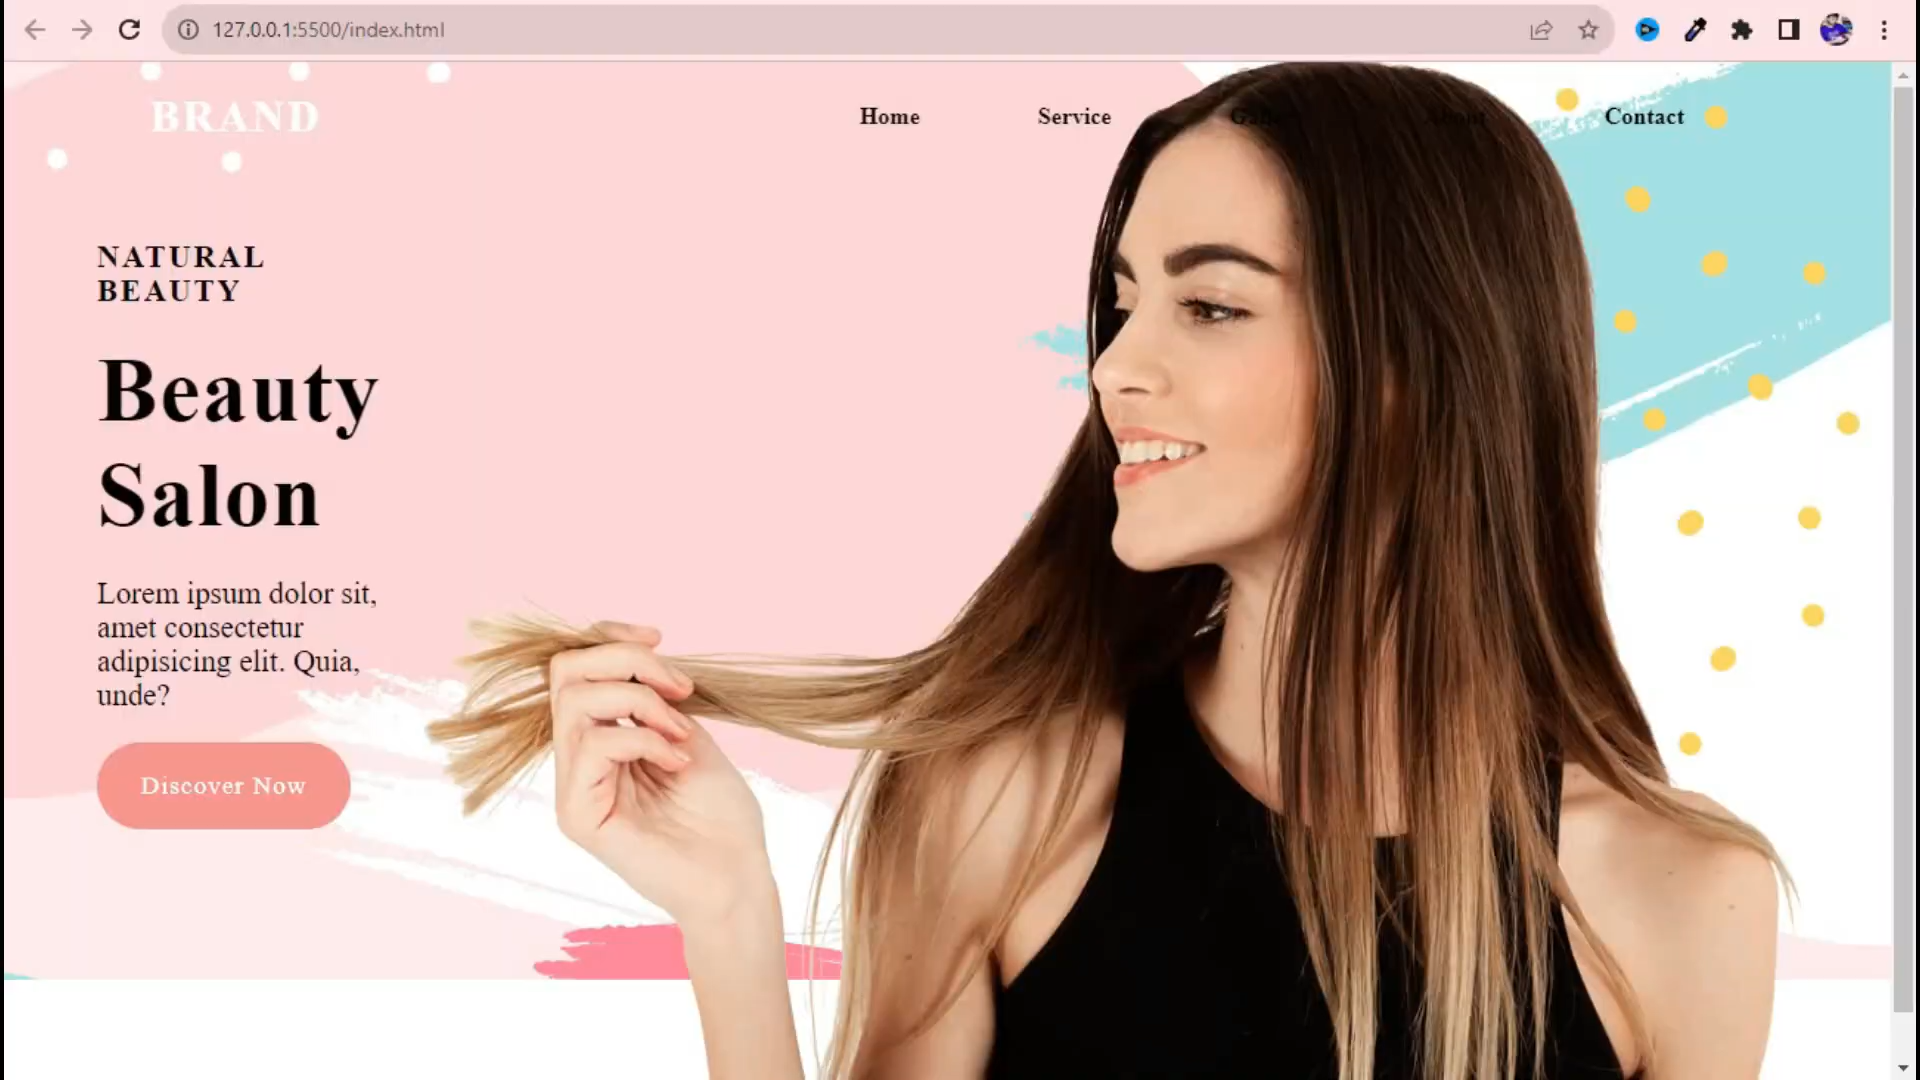 127.0.0.1:5500/index.html
BRAND
Home Service About Contact
NATURAL
BEAUTY
Beauty
Salon
Lorem ipsum dolor sit,
amet consectetur
adipisicing elit. Quia,
unde?
Discover Now